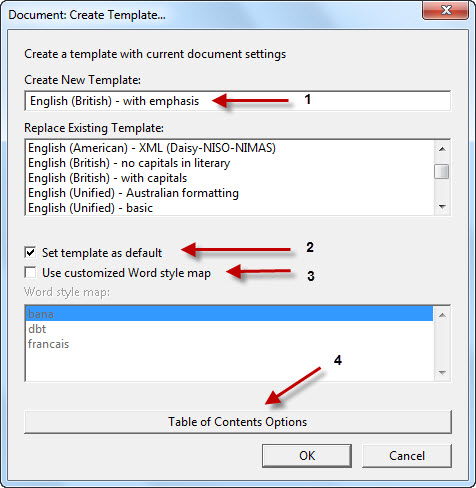 Document: Create Template...
Create a template with current document settings
Create New Template:
English (British) - with emphasis
1
Replace Existing Template:
English (American) - XML (Daisy-NISO-NIMAS)
English (British) - no capitals in literary
English (British) - with capitals
English (Unified) - Australian formatting
English (Unified) - basic
Set template as default
2
Use customized Word style map
3
Word style map:
bana
dbt
francais
4
Table of Contents Options
OK Cancel